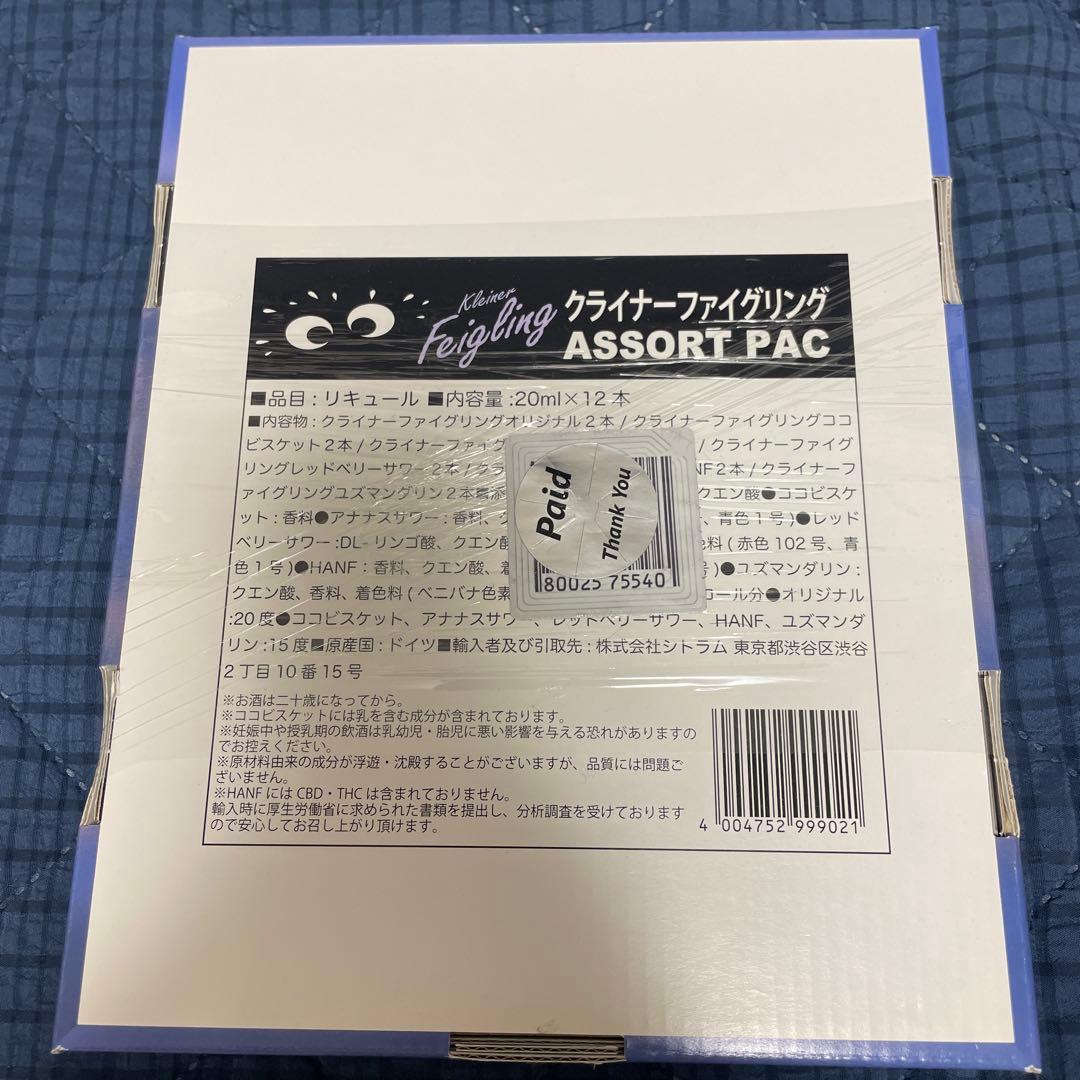 Kleiner
Feigling
クライナーファイグリング
ASSORT PAC
■品目:リキュール ■内容量:20ml×12本
■内容物:クライナーファイグリングオリジナル2本/クライナーファイグリングココ
ビスケット2本/クライナーファイグ / クライナーファイグ
リングレッドベリーサワー2本/クラ NF2本/クライナーフ
ァイグリングユズマンダリン2本■添 クエン酸●ココビスケ
ット:香料●アナナスサワー:香料、ク 、青色1号)●レッド
ベリーサワー:DL-リンゴ酸、クエン酸 料(赤色102号、青
色1号)●HANF:香料、クエン酸、着 号)●ユズマンダリン:
クエン酸、香料、着色料(ベニバナ色素 コール分●オリジナル
:20度●ココビスケット、アナナスサワー、レッドベリーサワー、HANF、ユズマンダ
リン:15度■原産国:ドイツ■輸入者及び引取先:株式会社シトラム 東京都渋谷区渋谷
2丁目10番15号
Paid
Thank You
80025 75540
※お酒は二十歳になってから。
※ココビスケットには乳を含む成分が含まれております。
※妊娠中や授乳期の飲酒は乳幼児・胎児に悪い影響を与える恐れがありますの
でお控えください。
※原材料由来の成分が浮遊・沈殿することがございますが、品質には問題ご
ざいません。
※HANFにはCBD・THCは含まれておりません。
輸入時に厚生労働省に求められた書類を提出し、分析調査を受けております
ので安心してお召し上がり頂けます。
4 004752 999021